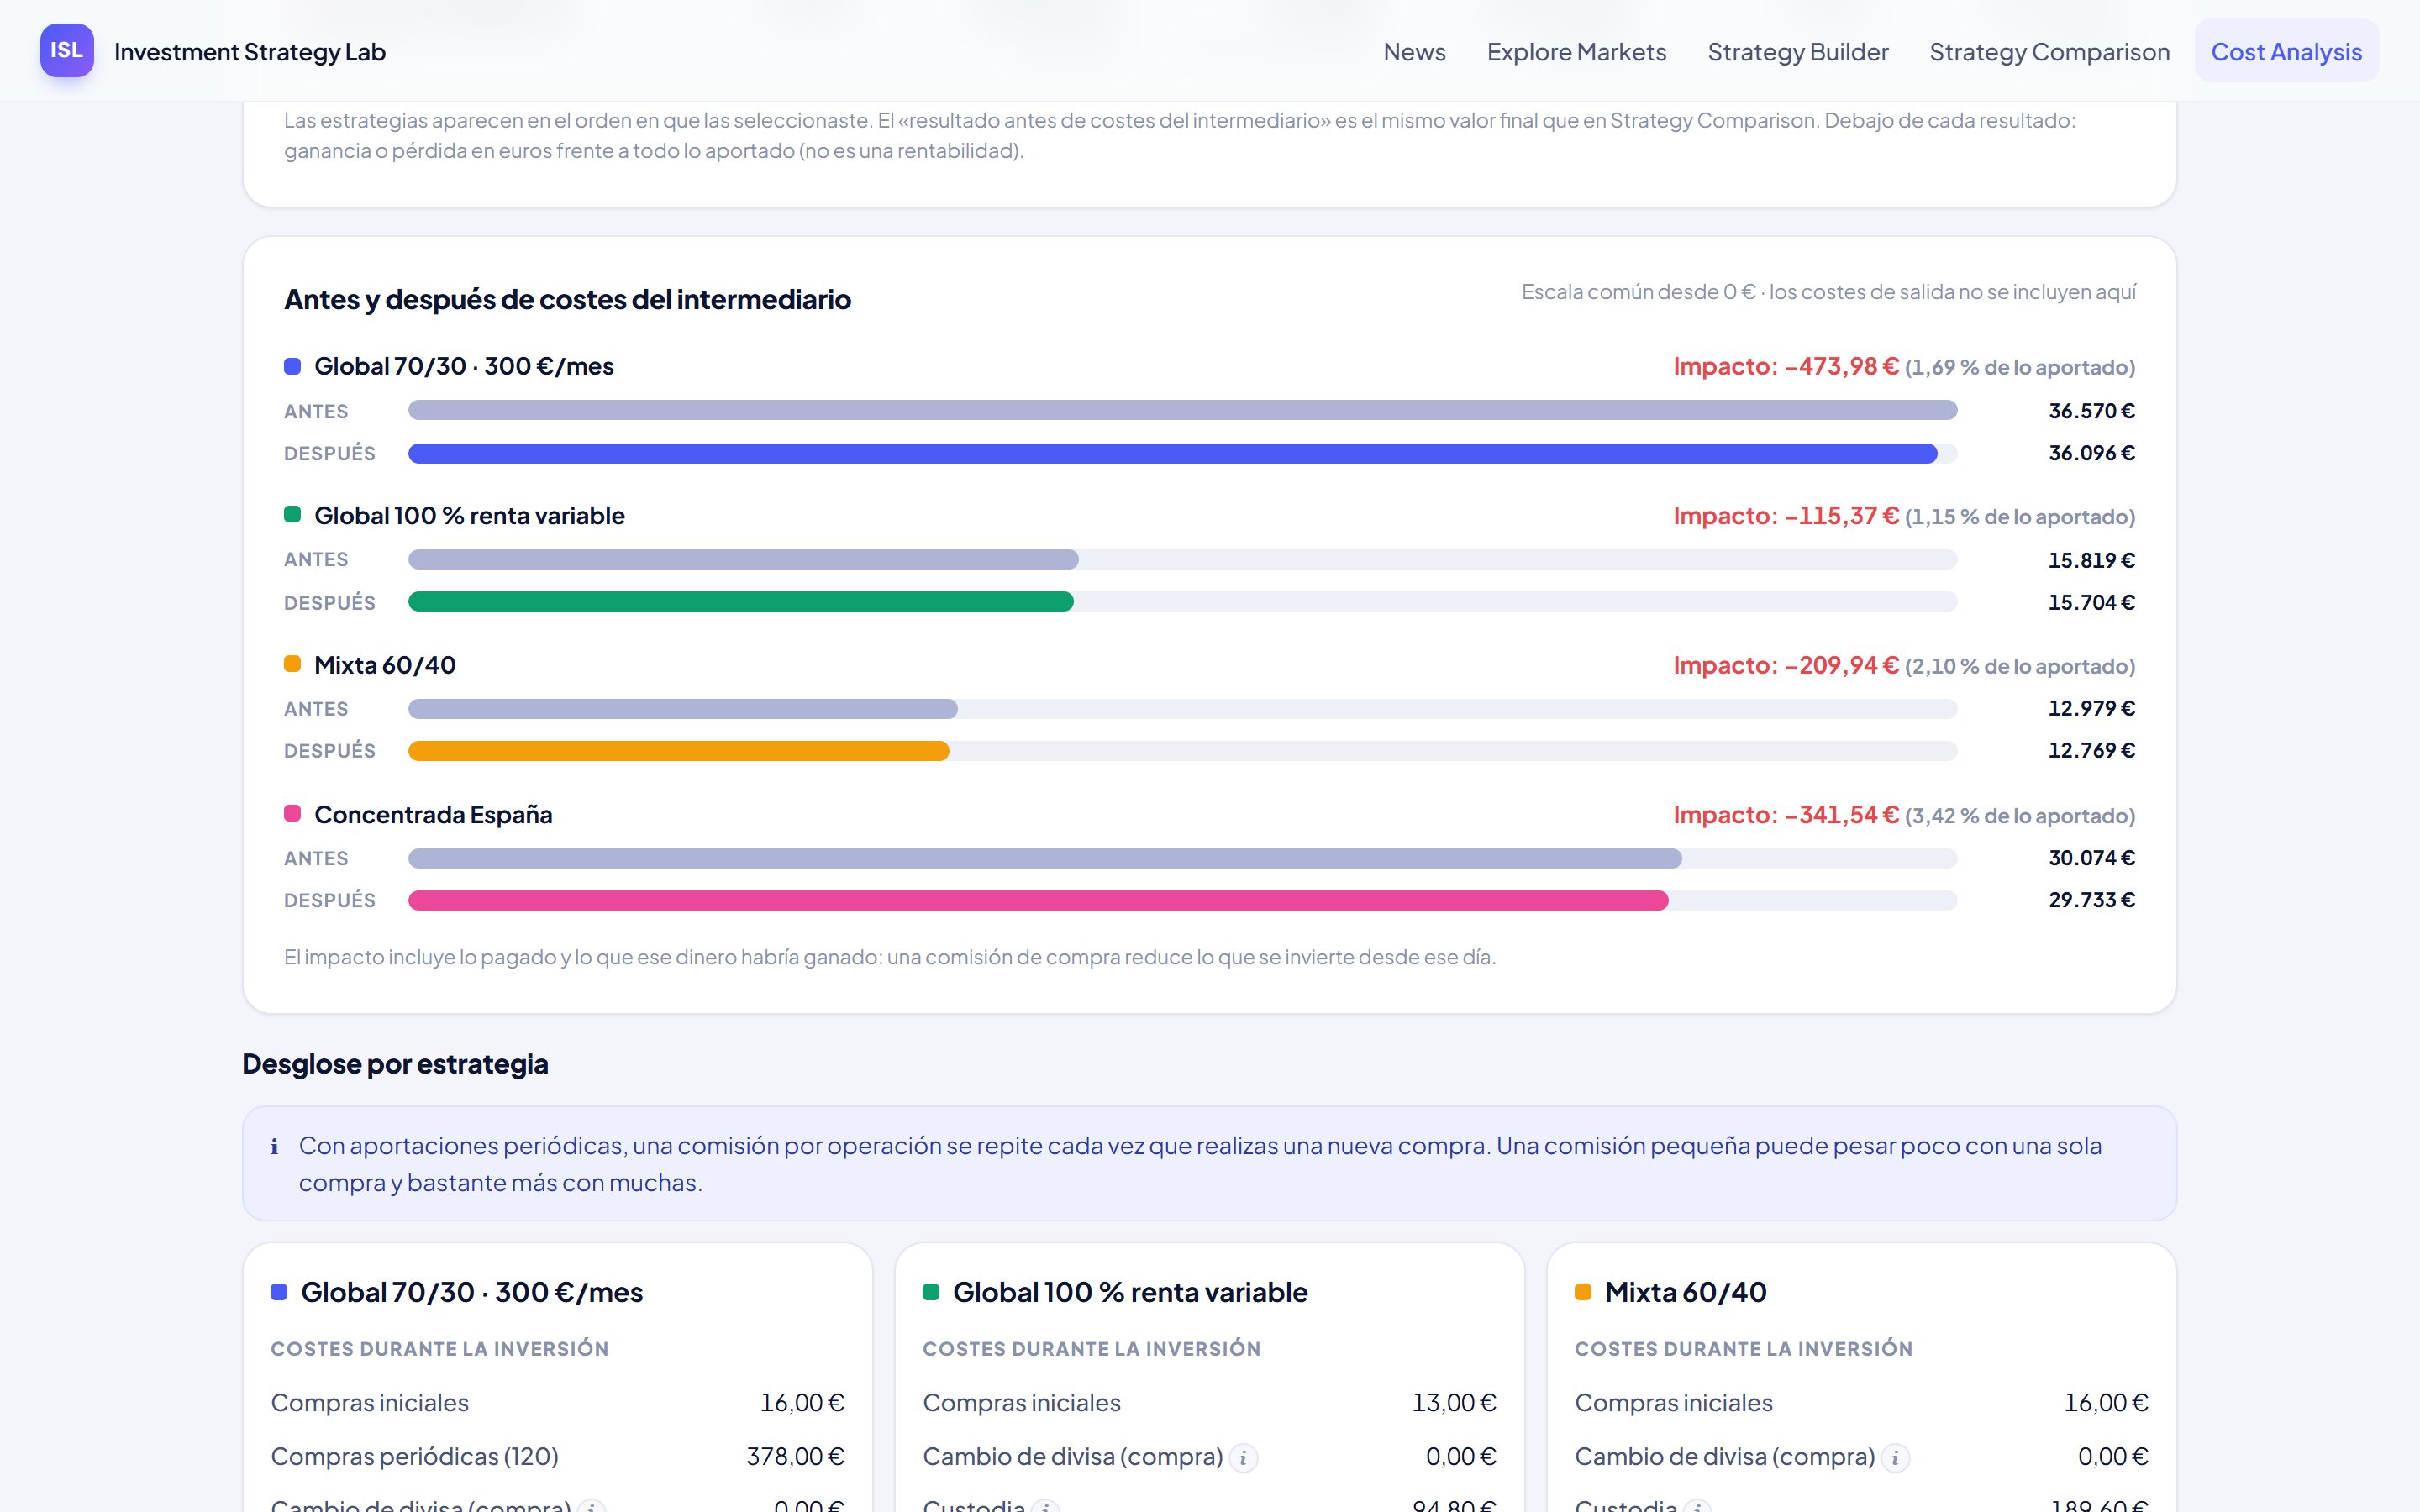 ISL
Investment Strategy Lab
News
Explore Markets
Strategy Builder
Strategy Comparison
Cost Analysis
Las estrategias aparecen en el orden en que las seleccionaste. El «resultado antes de costes del intermediario» es el mismo valor final que en Strategy Comparison. Debajo de cada resultado:
ganancia o pérdida en euros frente a todo lo aportado (no es una rentabilidad).
Antes y después de costes del intermediario
Escala común desde 0 € · los costes de salida no se incluyen aquí
Global 70/30 · 300 €/mes
Impacto: −473,98 € (1,69 % de lo aportado)
ANTES 36.570 €
DESPUÉS 36.096 €
Global 100 % renta variable
Impacto: −115,37 € (1,15 % de lo aportado)
ANTES 15.819 €
DESPUÉS 15.704 €
Mixta 60/40
Impacto: −209,94 € (2,10 % de lo aportado)
ANTES 12.979 €
DESPUÉS 12.769 €
Concentrada España
Impacto: −341,54 € (3,42 % de lo aportado)
ANTES 30.074 €
DESPUÉS 29.733 €
El impacto incluye lo pagado y lo que ese dinero habría ganado: una comisión de compra reduce lo que se invierte desde ese día.
Desglose por estrategia
i Con aportaciones periódicas, una comisión por operación se repite cada vez que realizas una nueva compra. Una comisión pequeña puede pesar poco con una sola
compra y bastante más con muchas.
Global 70/30 · 300 €/mes
COSTES DURANTE LA INVERSIÓN
Compras iniciales 16,00 €
Compras periódicas (120) 378,00 €
Cambio de divisa (compra) i 0,00 €
Global 100 % renta variable
COSTES DURANTE LA INVERSIÓN
Compras iniciales 13,00 €
Cambio de divisa (compra) i 0,00 €
Custodia i 94,80 €
Mixta 60/40
COSTES DURANTE LA INVERSIÓN
Compras iniciales 16,00 €
Cambio de divisa (compra) i 0,00 €
Custodia i 189,60 €